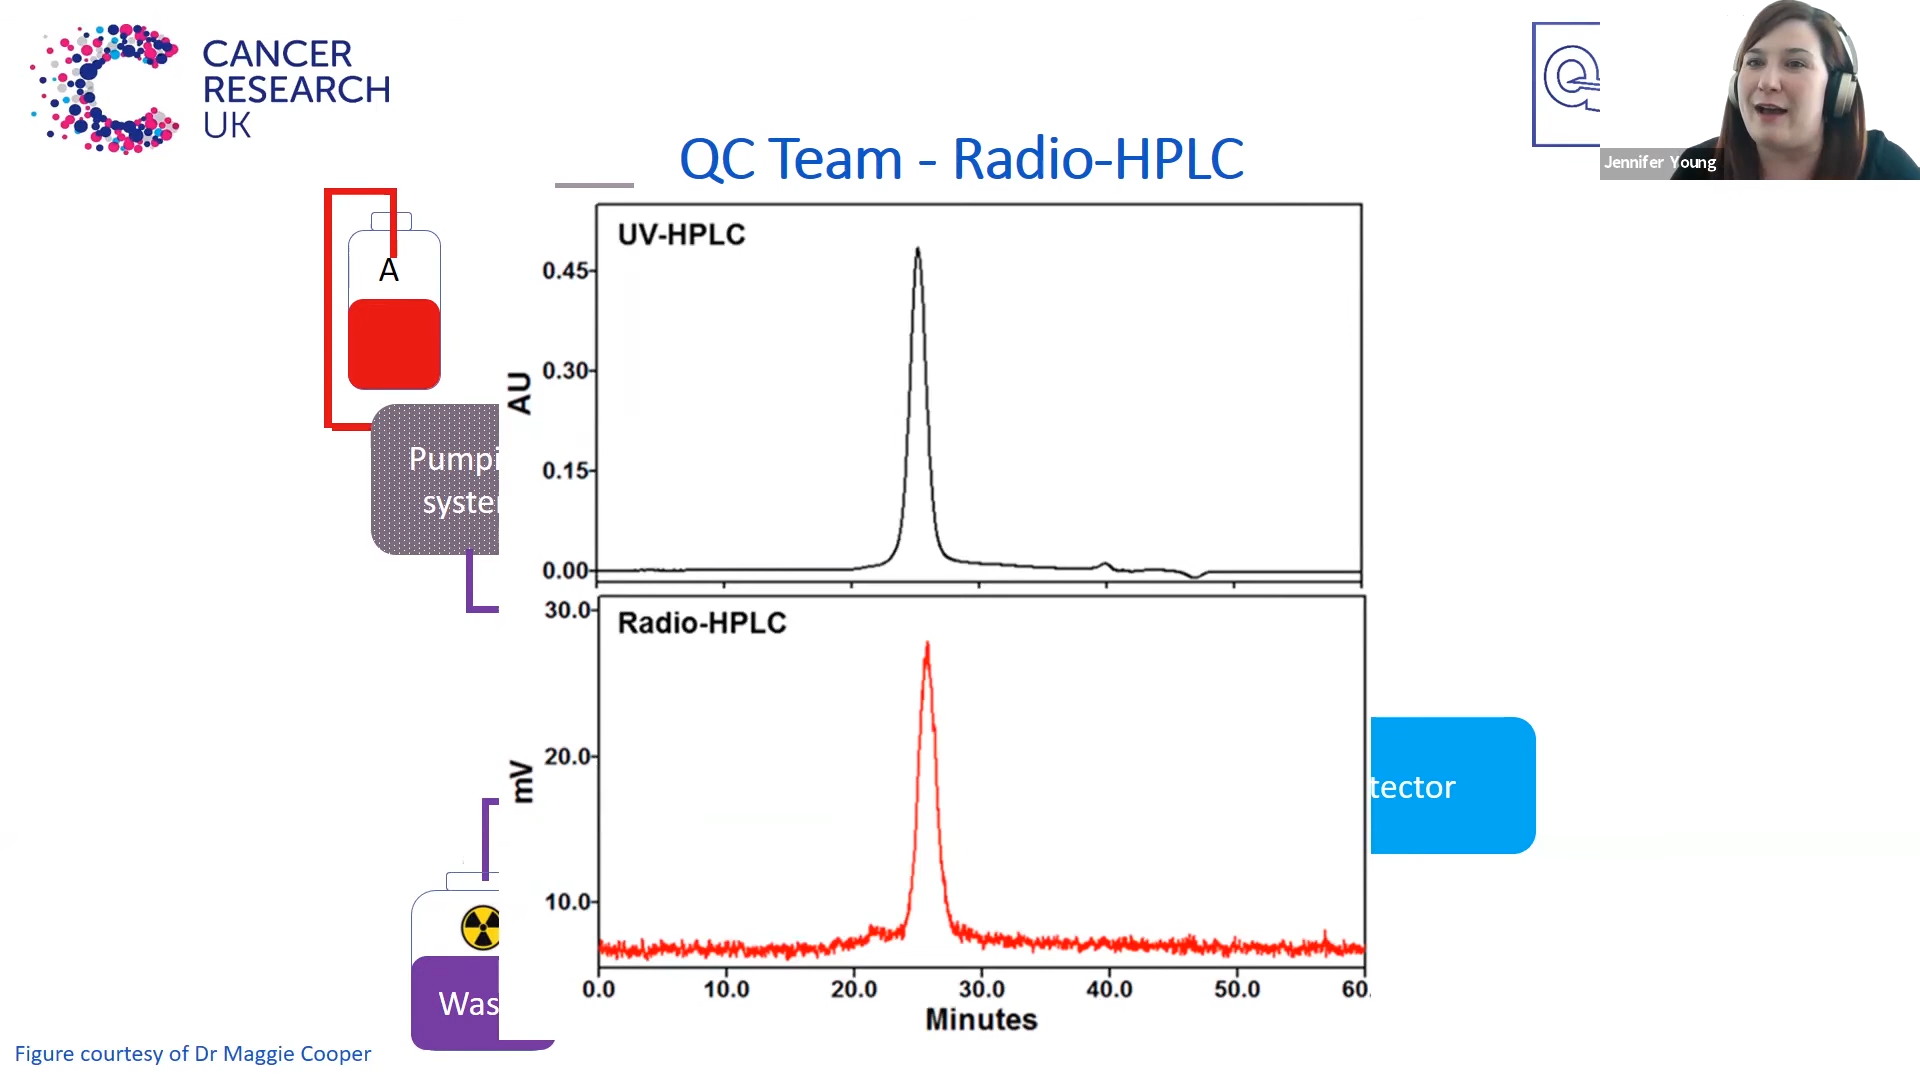 CANCER
RESEARCH
UK
Q
Jennifer Young
QC Team - Radio-HPLC
A
UV-HPLC
0.45
0.30
AU
0.15
0.00
Pumpi
syste
30.0
Radio-HPLC
20.0
mV
10.0
tector
0.0 10.0 20.0 30.0 40.0 50.0 60.
Minutes
Was
Figure courtesy of Dr Maggie Cooper